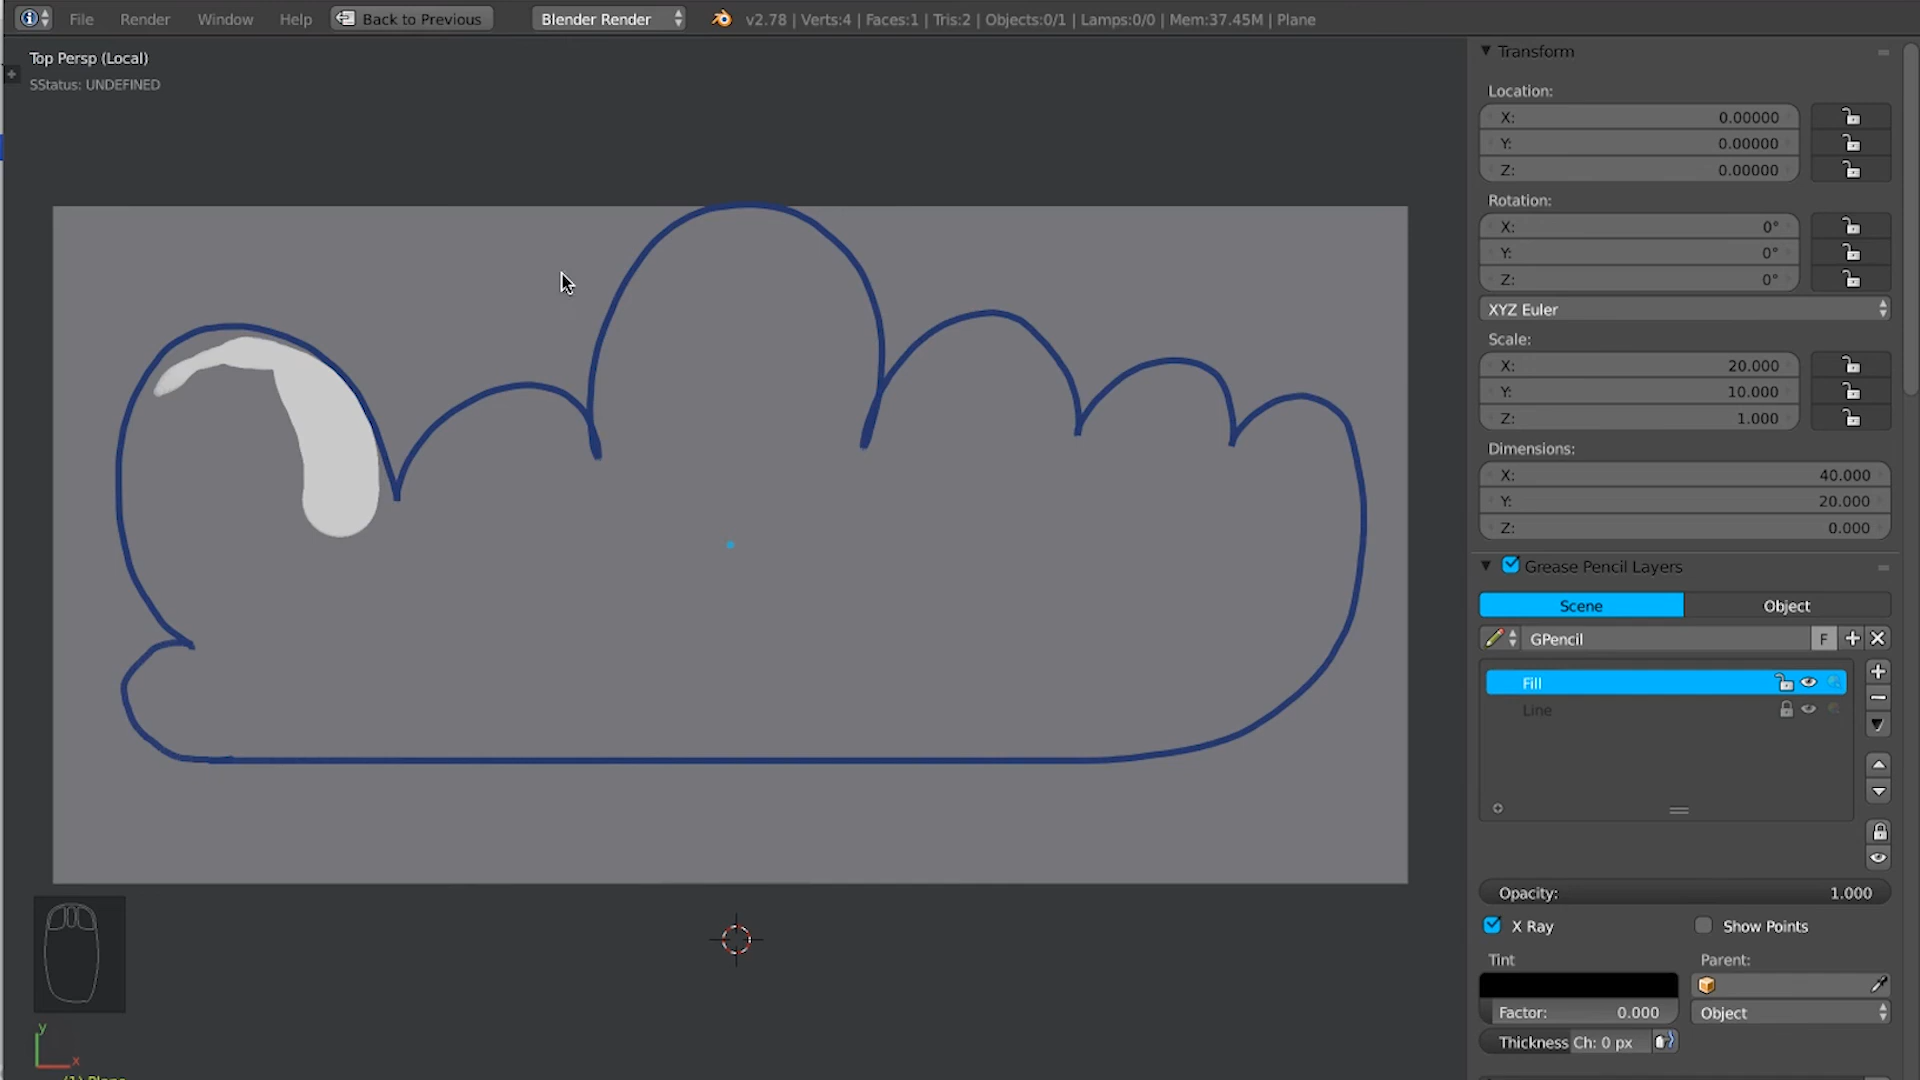 File Render Window Help Back to Previous Blender Render v2.78 | Verts:4 | Faces:1 | Tris:2 | Objects:0/1 | Lamps:0/0 | Mem:37.45M | Plane
Top Persp (Local)
SStatus: UNDEFINED
Transform
Location:
X: 0.00000
Y: 0.00000
Z: 0.00000
Rotation:
X: 0°
Y: 0°
Z: 0°
XYZ Euler
Scale:
X: 20.000
Y: 10.000
Z: 1.000
Dimensions:
X: 40.000
Y: 20.000
Z: 0.000
Grease Pencil Layers
Scene Object
GPencil F
Fill
Line
Opacity: 1.000
X Ray Show Points
Tint Parent:
Factor: 0.000 Object
Thickness Ch: 0 px
y
x
(1) Plane